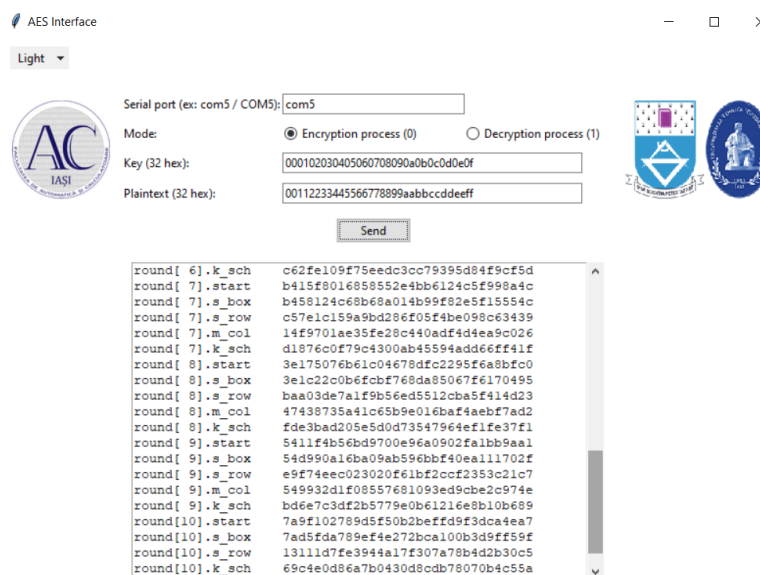 AES Interface
Light
Serial port (ex: com5 / COM5): com5
Mode: Encryption process (0) Decryption process (1)
Key (32 hex): 000102030405060708090a0b0c0d0e0f
Plaintext (32 hex): 00112233445566778899aabbccddeeff
Send
AC
IAȘI
round[ 6].k_sch c62fe109f75eedc3cc79395d84f9cf5d
round[ 7].start b415f8016858552e4bb6124c5f998a4c
round[ 7].s_box b458124c68b68a014b99f82e5f15554c
round[ 7].s_row c57e1c159a9bd286f05f4be098c63439
round[ 7].m_col 14f9701ae35fe28c440adf4d4ea9c026
round[ 7].k_sch d1876c0f79c4300ab45594add66ff41f
round[ 8].start 3e175076b61c04678dfc2295f6a8bfc0
round[ 8].s_box 3e1c22c0b6fcbf768da85067f6170495
round[ 8].s_row baa03de7a1f9b56ed5512cba5f414d23
round[ 8].m_col 47438735a41c65b9e016baf4aebf7ad2
round[ 8].k_sch fde3bad205e5d0d73547964ef1fe37f1
round[ 9].start 5411f4b56bd9700e96a0902fa1bb9aa1
round[ 9].s_box 54d990a16ba09ab596bbf40ea111702f
round[ 9].s_row e9f74eec023020f61bf2ccf2353c21c7
round[ 9].m_col 549932d1f08557681093ed9cbe2c974e
round[ 9].k_sch bd6e7c3df2b5779e0b61216e8b10b689
round[10].start 7a9f102789d5f50b2beffd9f3dca4ea7
round[10].s_box 7ad5fda789ef4e272bca100b3d9ff59f
round[10].s_row 13111d7fe3944a17f307a78b4d2b30c5
round[10].k_sch 69c4e0d86a7b0430d8cdb78070b4c55a